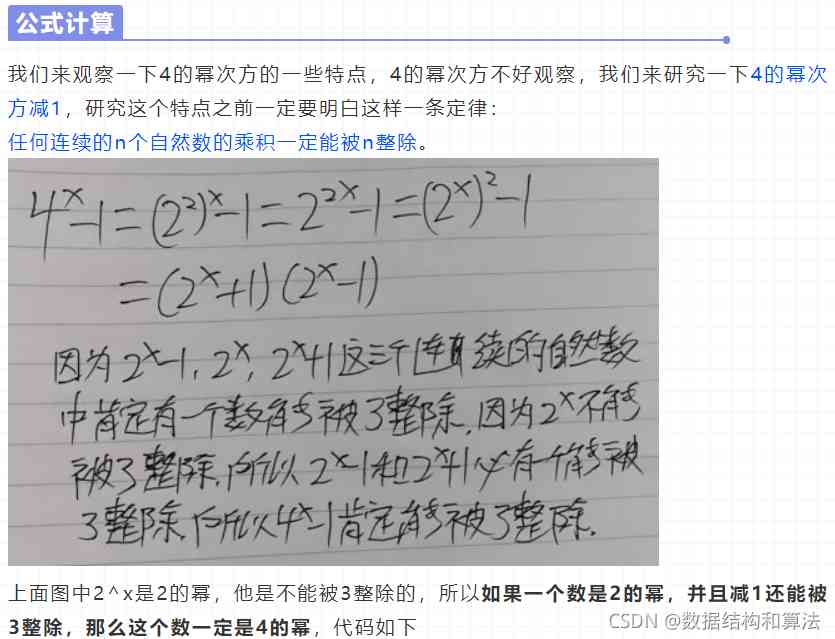 公式计算
我们来观察一下4的幂次方的一些特点，4的幂次方不好观察，我们来研究一下4的幂次
方减1，研究这个特点之前一定要明白这样一条定律：
任何连续的n个自然数的乘积一定能被n整除。
4^x-1=(2^2)^x-1=2^2x-1=(2^x)^2-1
=(2^x+1)(2^x-1)
因为2^x-1，2^x，2^x+1这三个连续的自然数
中肯定有一个数能够被3整除，因为2^x不能够
被3整除，所以2^x-1和2^x+1必有一个能够被
3整除，所以4^x-1肯定能够被3整除。
上面图中2^x是2的幂，他是不能被3整除的，所以如果一个数是2的幂，并且减1还能被
3整除，那么这个数一定是4的幂，代码如下
CSDN @数据结构和算法